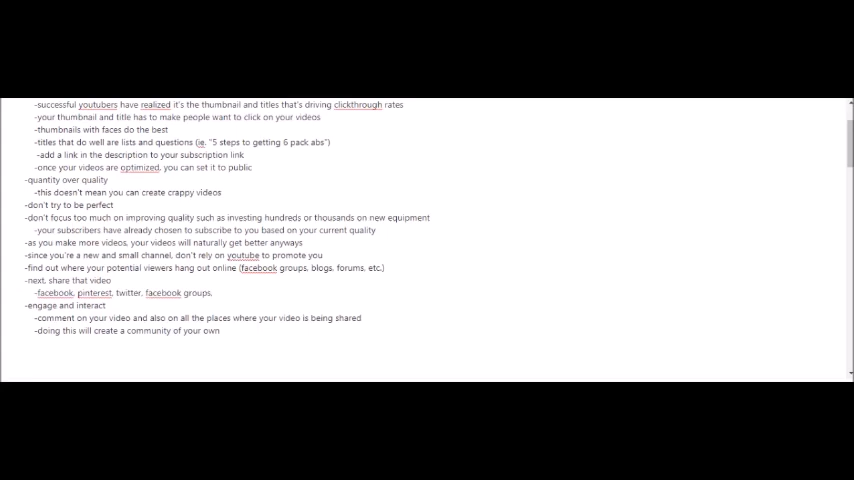 -successful youtubers have realized it's the thumbnail and titles that's driving clickthrough rates
-your thumbnail and title has to make people want to click on your videos
-thumbnails with faces do the best
-titles that do well are lists and questions (ie. "5 steps to getting 6 pack abs")
-add a link in the description to your subscription link
-once your videos are optimized, you can set it to public
-quantity over quality
-this doesn't mean you can create crappy videos
-don't try to be perfect
-don't focus too much on improving quality such as investing hundreds or thousands on new equipment
-your subscribers have already chosen to subscribe to you based on your current quality
-as you make more videos, your videos will naturally get better anyways
-since you're a new and small channel, don't rely on youtube to promote you
-find out where your potential viewers hang out online (facebook groups, blogs, forums, etc.)
-next, share that video
-facebook, pinterest, twitter, facebook groups,
-engage and interact
-comment on your video and also on all the places where your video is being shared
-doing this will create a community of your own